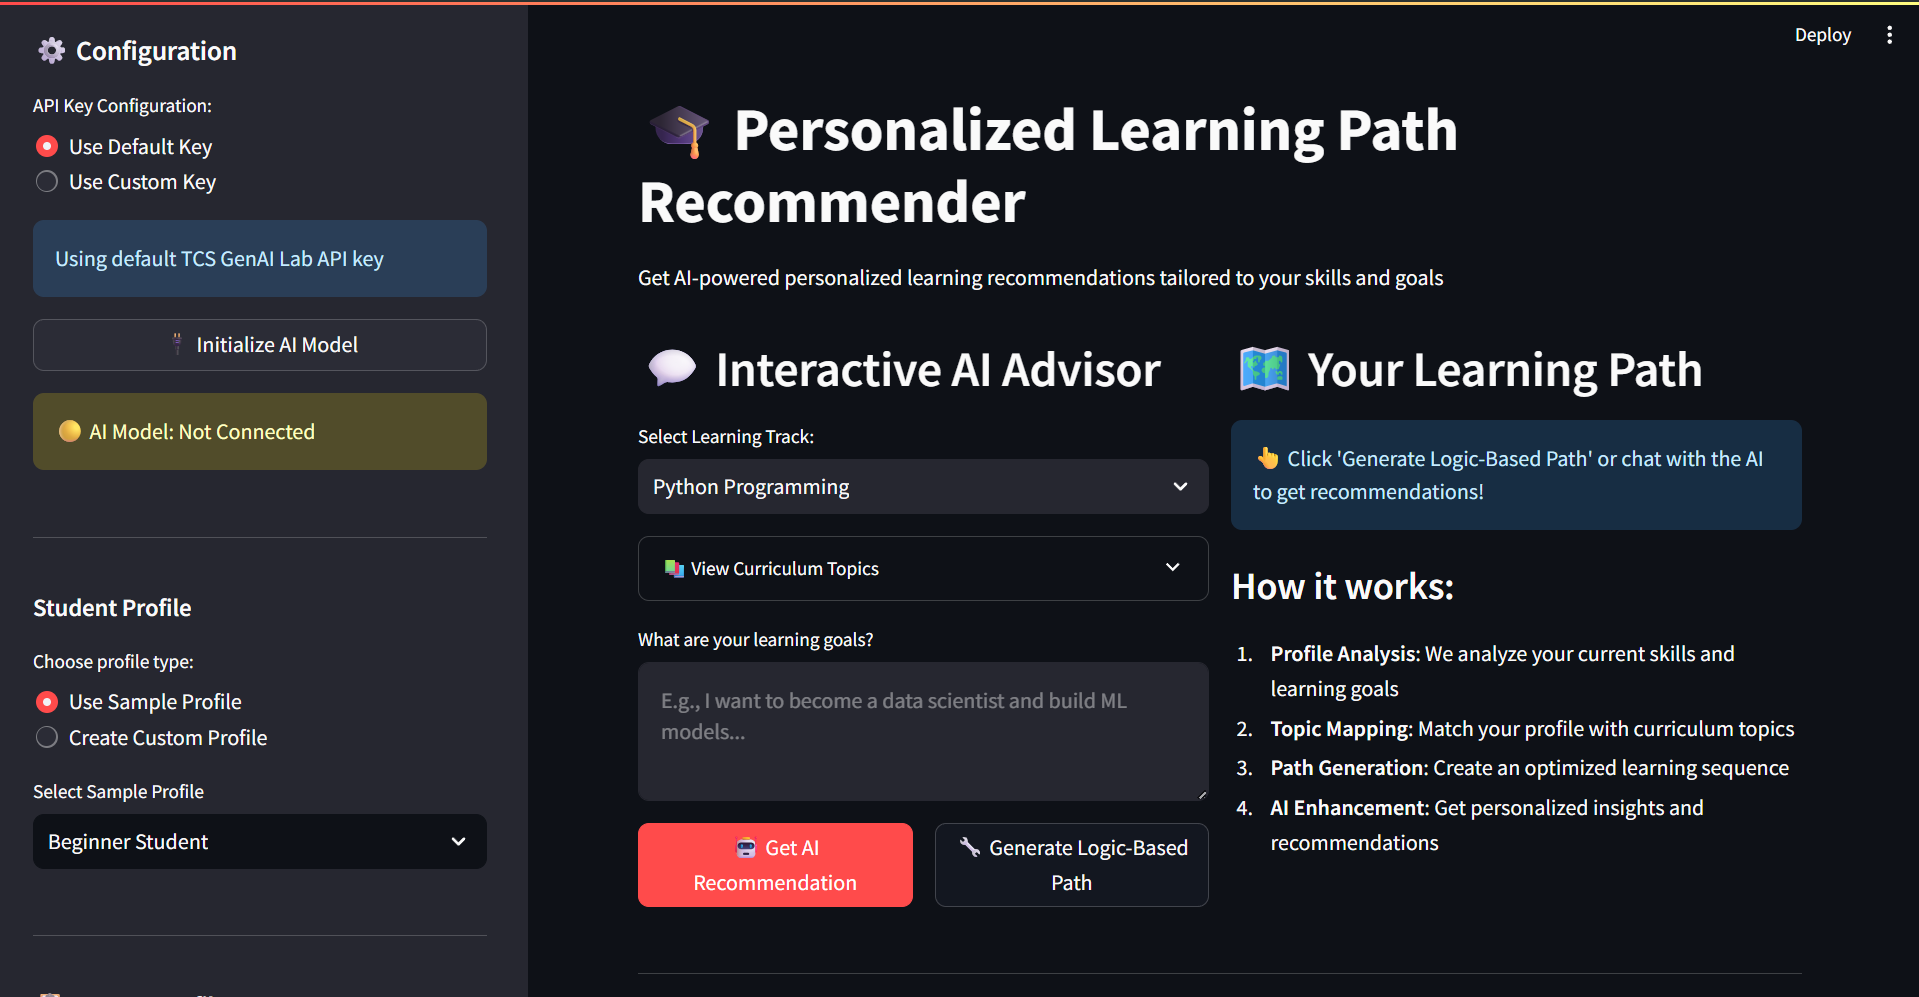 Configuration
API Key Configuration:
Use Default Key
Use Custom Key
Using default TCS GenAI Lab API key
Initialize AI Model
AI Model: Not Connected
Student Profile
Choose profile type:
Use Sample Profile
Create Custom Profile
Select Sample Profile
Beginner Student
Deploy
Personalized Learning Path
Recommender
Get AI-powered personalized learning recommendations tailored to your skills and goals
Interactive AI Advisor
Select Learning Track:
Python Programming
View Curriculum Topics
What are your learning goals?
E.g., I want to become a data scientist and build ML
models...
Get AI
Recommendation
Generate Logic-Based
Path
Your Learning Path
Click 'Generate Logic-Based Path' or chat with the AI
to get recommendations!
How it works:
1. Profile Analysis: We analyze your current skills and
learning goals
2. Topic Mapping: Match your profile with curriculum topics
3. Path Generation: Create an optimized learning sequence
4. AI Enhancement: Get personalized insights and
recommendations